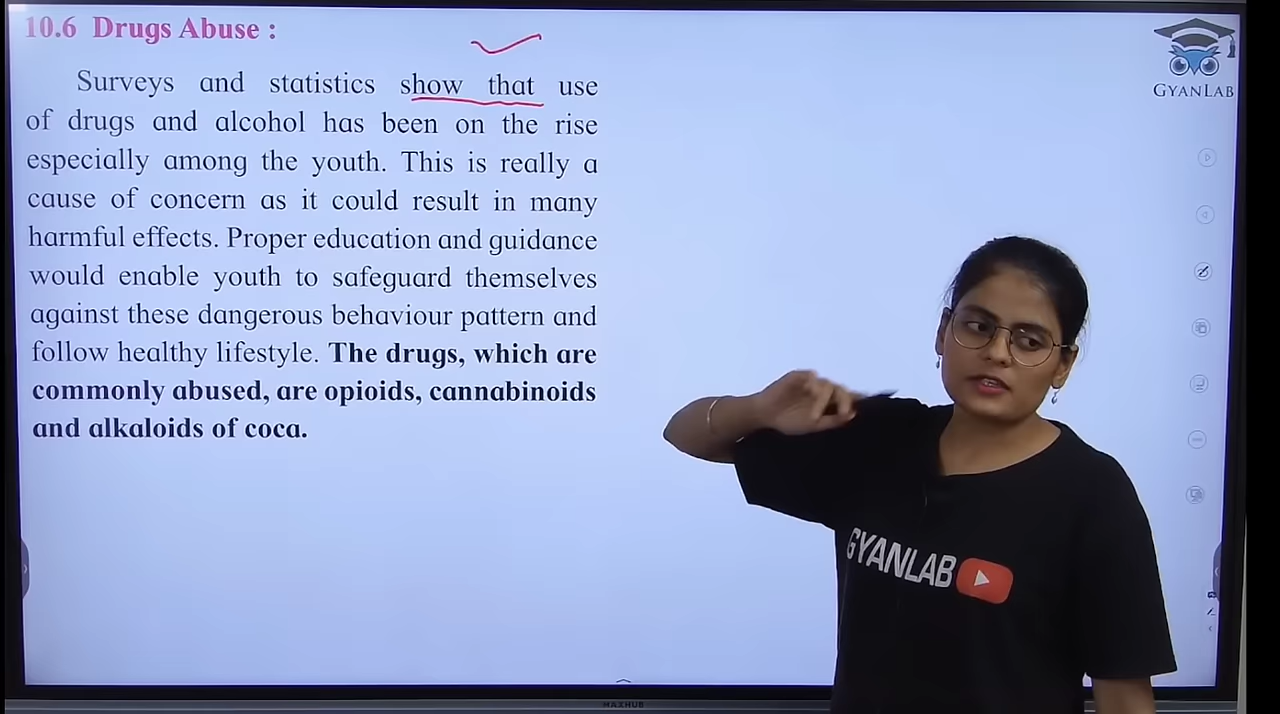 10.6 Drugs Abuse :
Surveys and statistics show that use
of drugs and alcohol has been on the rise
especially among the youth. This is really a
cause of concern as it could result in many
harmful effects. Proper education and guidance
would enable youth to safeguard themselves
against these dangerous behaviour pattern and
follow healthy lifestyle. The drugs, which are
commonly abused, are opioids, cannabinoids
and alkaloids of coca.
GYANLAB
GYANLAB
MAXHUB